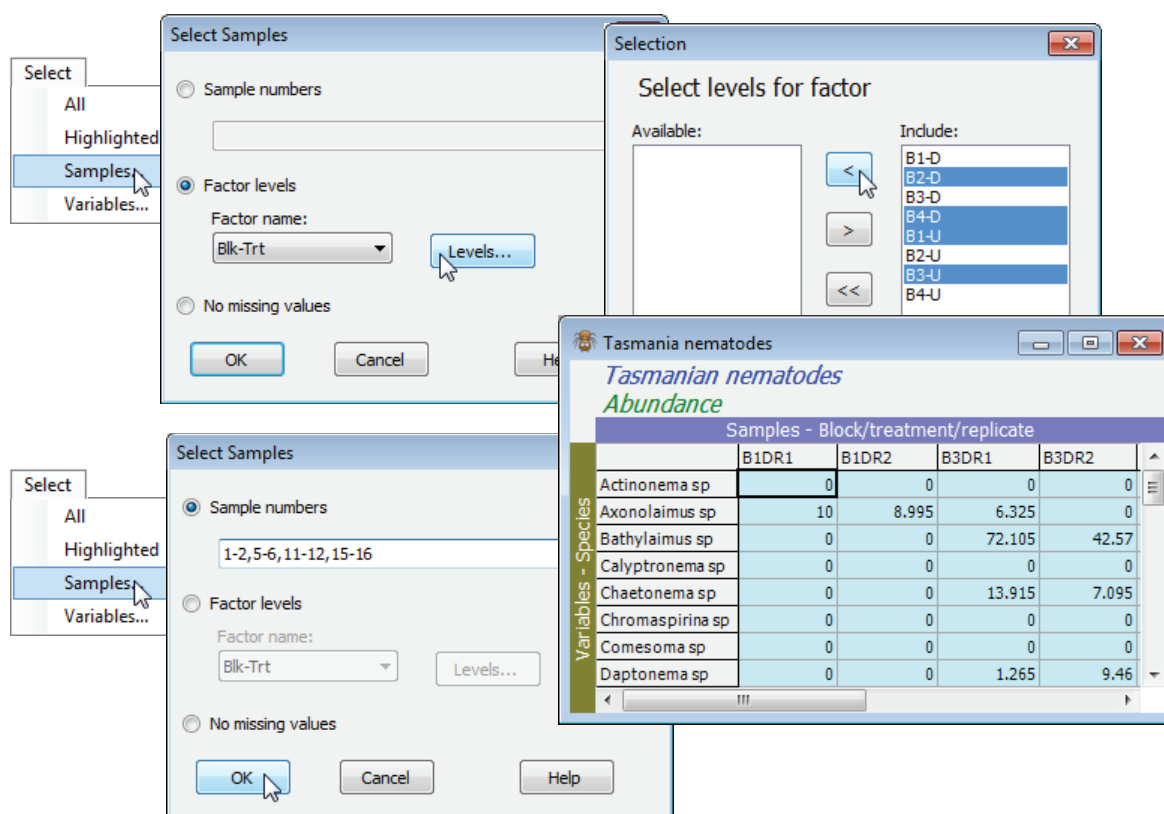 Select
All
Highlighted
Samples...
Variables...
Select Samples
Sample numbers
Factor levels
Factor name:
Blk-Trt
Levels...
No missing values
OK
Cancel
Selection
Select levels for factor
Available:
Include:
<
>
<<
B1-D
B2-D
B3-D
B4-D
B1-U
B2-U
B3-U
B4-U
Tasmania nematodes
Tasmanian nematodes
Abundance
Samples - Block/treatment/replicate
Variables - Species
B1DR1 B1DR2 B3DR1 B3DR2
Actinonema sp 0 0 0 0
Axonolaimus sp 10 8.995 6.325 0
Bathylaimus sp 0 0 72.105 42.57
Calyptronema sp 0 0 0 0
Chaetonema sp 0 0 13.915 7.095
Chromaspirina sp 0 0 0 0
Comesoma sp 0 0 0 0
Daptonema sp 0 0 1.265 9.46
Select
All
Highlighted
Samples...
Variables...
Select Samples
Sample numbers
1-2,5-6,11-12,15-16
Factor levels
Factor name:
Blk-Trt
Levels...
No missing values
OK
Cancel
Help